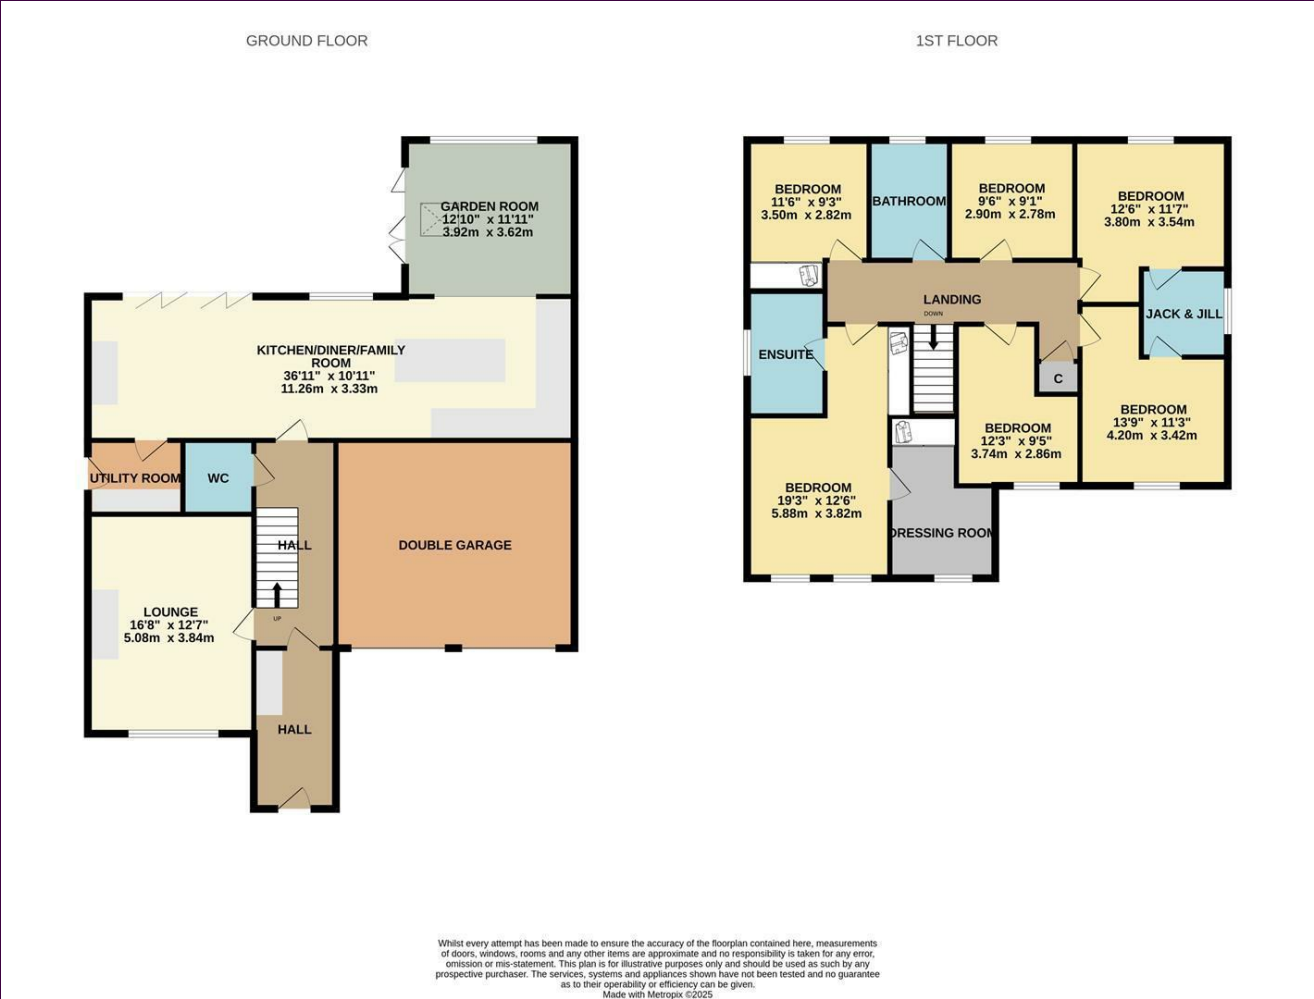 GROUND FLOOR
1ST FLOOR
GARDEN ROOM
12'10" x 11'11"
3.92m x 3.62m
KITCHEN/DINER/FAMILY
ROOM
36'11" x 10'11"
11.26m x 3.33m
UTILITY ROOM
WC
HALL
UP
DOUBLE GARAGE
LOUNGE
16'8" x 12'7"
5.08m x 3.84m
HALL
BEDROOM
11'6" x 9'3"
3.50m x 2.82m
BATHROOM
BEDROOM
9'6" x 9'1"
2.90m x 2.78m
BEDROOM
12'6" x 11'7"
3.80m x 3.54m
LANDING
DOWN
JACK & JILL
ENSUITE
C
BEDROOM
13'9" x 11'3"
4.20m x 3.42m
BEDROOM
12'3" x 9'5"
3.74m x 2.86m
BEDROOM
19'3" x 12'6"
5.88m x 3.82m
DRESSING ROOM
Whilst every attempt has been made to ensure the accuracy of the floorplan contained here, measurements
of doors, windows, rooms and any other items are approximate and no responsibility is taken for any error,
omission or mis-statement. This plan is for illustrative purposes only and should be used as such by any
prospective purchaser. The services, systems and appliances shown have not been tested and no guarantee
as to their operability or efficiency can be given.
Made with Metropix ©2025